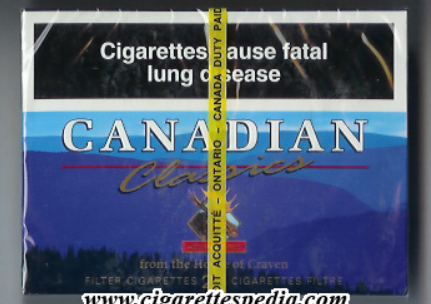 Cigarettes cause fatal
lung disease
CANADIAN
Classics
from the House of Craven
FILTER CIGARETTES CIGARETTES FILTRE
DROIT ACQUITTÉ - ONTARIO - CANADA DUTY PAID
www.cigarettespedia.com